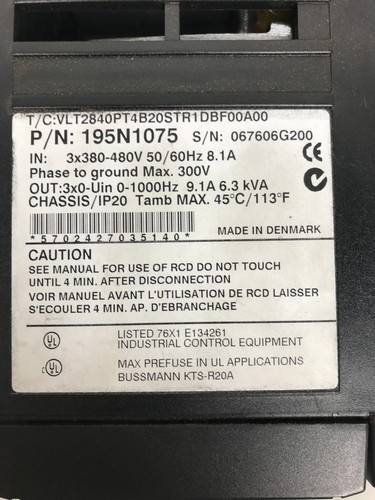 T/C:VLT2840PT4B20STR1DBF00A00
P/N: 195N1075 S/N: 067606G200
IN: 3x380-480V 50/60Hz 8.1A
Phase to ground Max. 300V
OUT:3x0-Uin 0-1000Hz 9.1A 6.3 kVA
CHASSIS/IP20 Tamb MAX. 45°C/113°F
CE
N
*5702427035140*
MADE IN DENMARK
CAUTION
SEE MANUAL FOR USE OF RCD DO NOT TOUCH
UNTIL 4 MIN. AFTER DISCONNECTION
VOIR MANUEL AVANT L'UTILISATION DE RCD LAISSER
S'ECOULER 4 MIN. AP. D'EBRANCHAGE
UL LISTED 76X1 E134261
INDUSTRIAL CONTROL EQUIPMENT
c UL MAX PREFUSE IN UL APPLICATIONS
BUSSMANN KTS-R20A